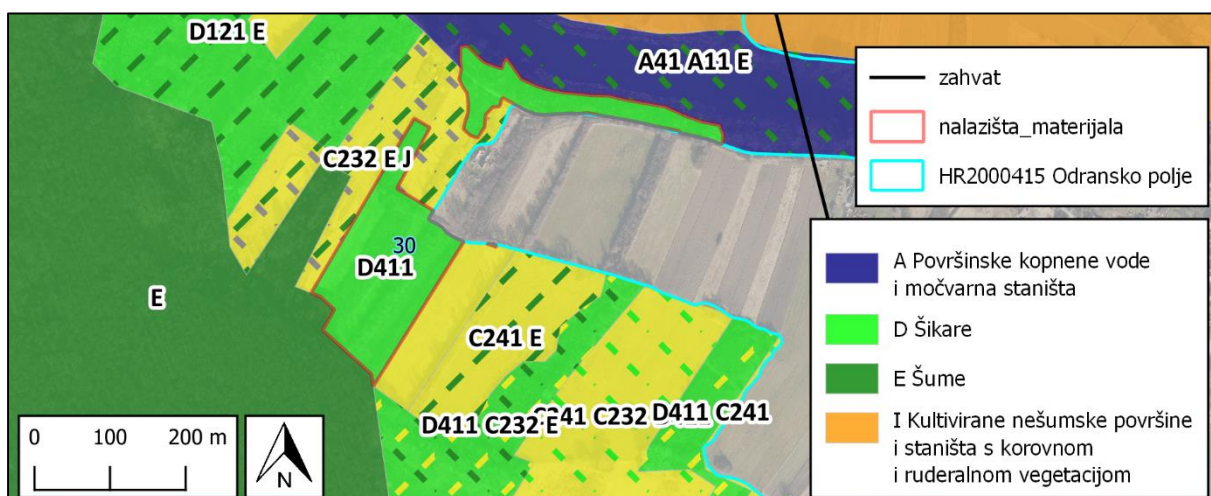 D121 E
A41 A11 E
C232 E J
30
D411
E
C241 E
D411 C232 E
C241 C232
D411 C241
0 100 200 m
N
zahvat
nalazišta_materijala
HR2000415 Odransko polje
A Površinske kopnene vode
i močvarna staništa
D Šikare
E Šume
I Kultivirane nešumske površine
i staništa s korovnom
i ruderalnom vegetacijom